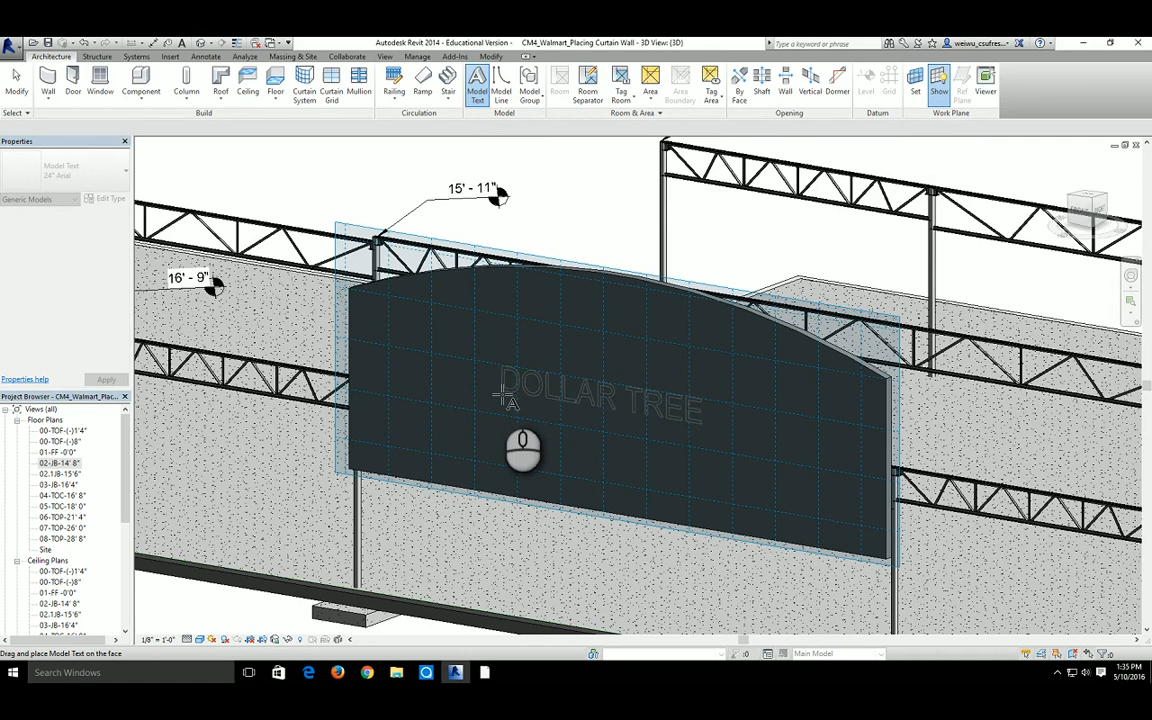 Autodesk Revit 2014 - Educational Version - CM4_Walmart_Placing Curtain Wall - 3D View: {3D}
Type a keyword or phrase
weiwu_csufres...
Architecture Structure Systems Insert Annotate Analyze Massing & Site Collaborate View Manage Add-Ins Modify
Modify Wall Door Window Component Column Roof Ceiling Floor Curtain System Curtain Grid Mullion Railing Ramp Stair Model Text Model Line Model Group Room Room Separator Tag Room Area Area Boundary Tag Area By Face Shaft Wall Vertical Dormer Level Grid Set Show Ref Plane Viewer
Select Build Circulation Model Room & Area Opening Datum Work Plane
Properties
Model Text
24" Arial
Generic Models
Edit Type
Properties help
Apply
Project Browser - CM4_Walmart_Plac...
Views (all)
Floor Plans
00-TOF-(-)1'4"
00-TOF-(-)8"
01-FF -0'0"
02-JB-14' 8"
02.1JB-15'6"
03-JB-16'4"
04-TOC-16' 8"
05-TOC-18' 0"
06-TOP-21' 4"
07-TOP-26' 0"
08-TOP-28' 8"
Site
Ceiling Plans
00-TOF-(-)1'4"
00-TOF-(-)8"
01-FF -0'0"
02-JB-14' 8"
02.1JB-15'6"
03-JB-16'4"
15' - 11"
16' - 9"
DOLLAR TREE
1/8" = 1'-0"
Drag and place Model Text on the face
:0
Main Model
:0
Search Windows
1:35 PM
5/10/2016